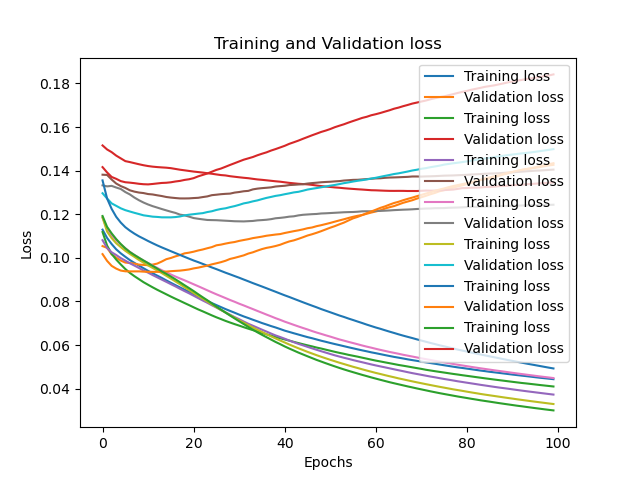 Training and Validation loss
Loss
0.18
0.16
0.14
0.12
0.10
0.08
0.06
0.04
Training loss
Validation loss
Training loss
Validation loss
Training loss
Validation loss
Training loss
Validation loss
Training loss
Validation loss
Training loss
Validation loss
Training loss
Validation loss
0 20 40 60 80 100
Epochs